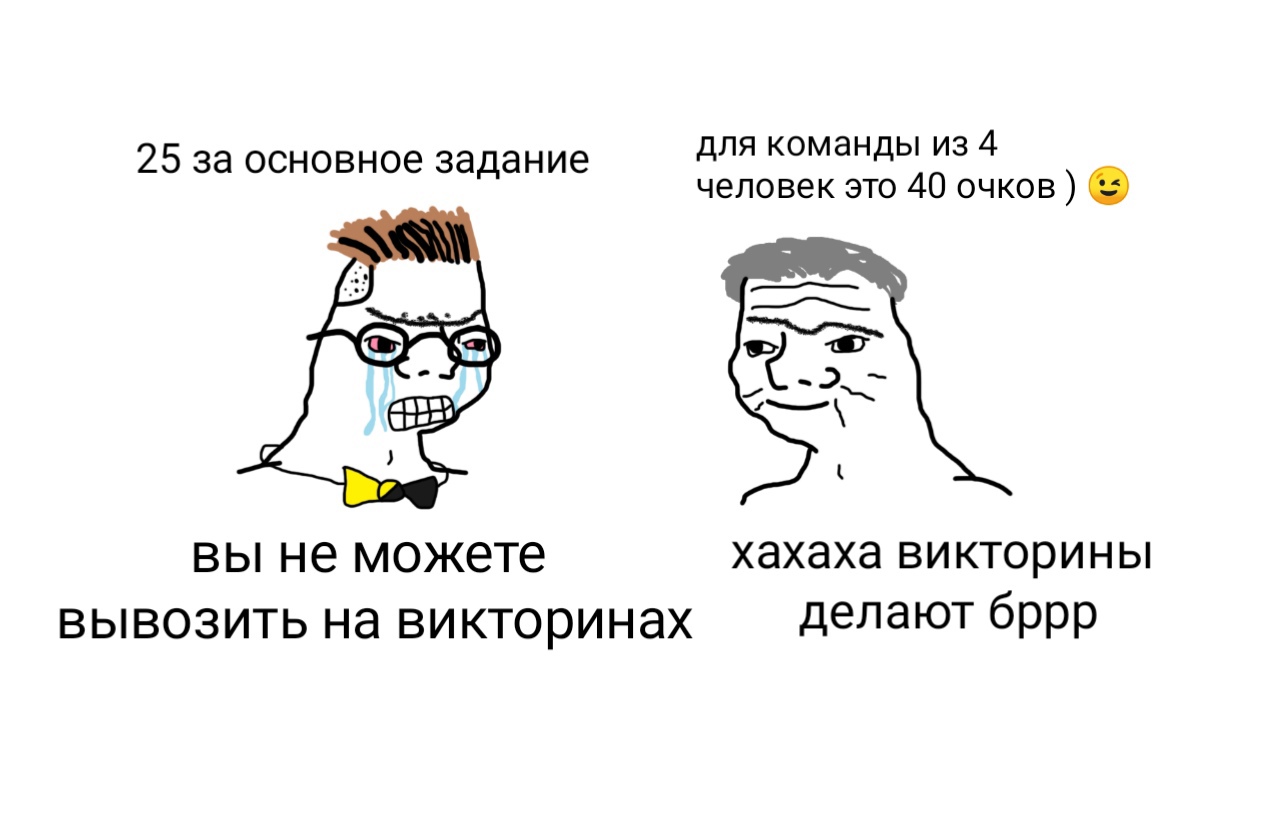 25 за основное задание
для команды из 4
человек это 40 очков ) 😉
вы не можете
вывозить на викторинах
хахаха викторины
делают бррр